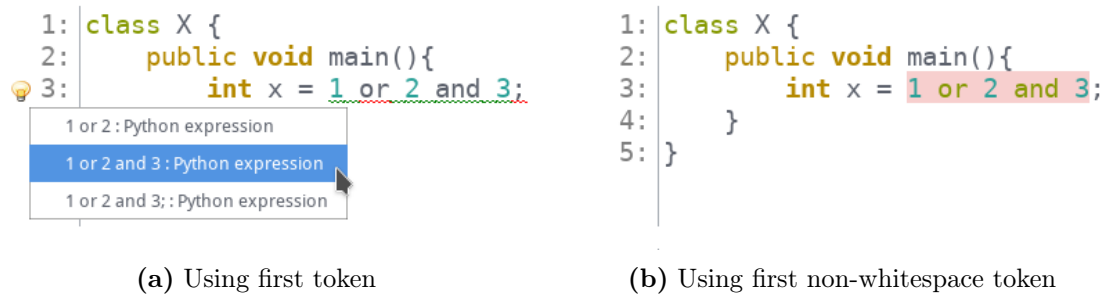 1: class X {
2: public void main(){
3: int x = 1 or 2 and 3;
1 or 2 : Python expression
1 or 2 and 3 : Python expression
1 or 2 and 3; : Python expression
(a) Using first token
1: class X {
2: public void main(){
3: int x = 1 or 2 and 3;
4: }
5: }
(b) Using first non-whitespace token